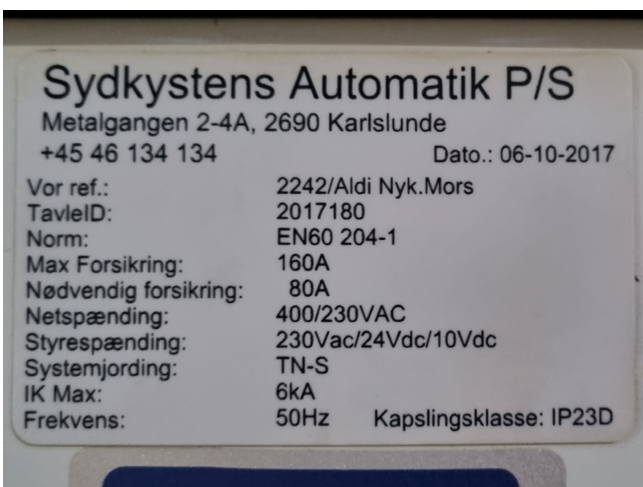 Sydkystens Automatik P/S
Metalgangen 2-4A, 2690 Karlslunde
+45 46 134 134 Dato.: 06-10-2017
Vor ref.: 2242/Aldi Nyk.Mors
TavleID: 2017180
Norm: EN60 204-1
Max Forsikring: 160A
Nødvendig forsikring: 80A
Netspænding: 400/230VAC
Styrespænding: 230Vac/24Vdc/10Vdc
Systemjording: TN-S
IK Max: 6kA
Frekvens: 50Hz Kapslingsklasse: IP23D